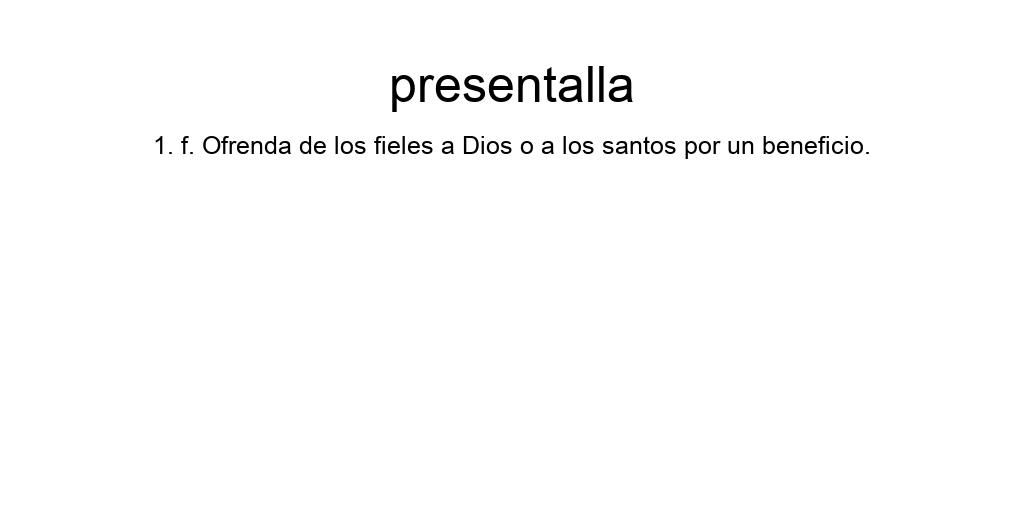 presentalla
1. f. Ofrenda de los fieles a Dios o a los santos por un beneficio.